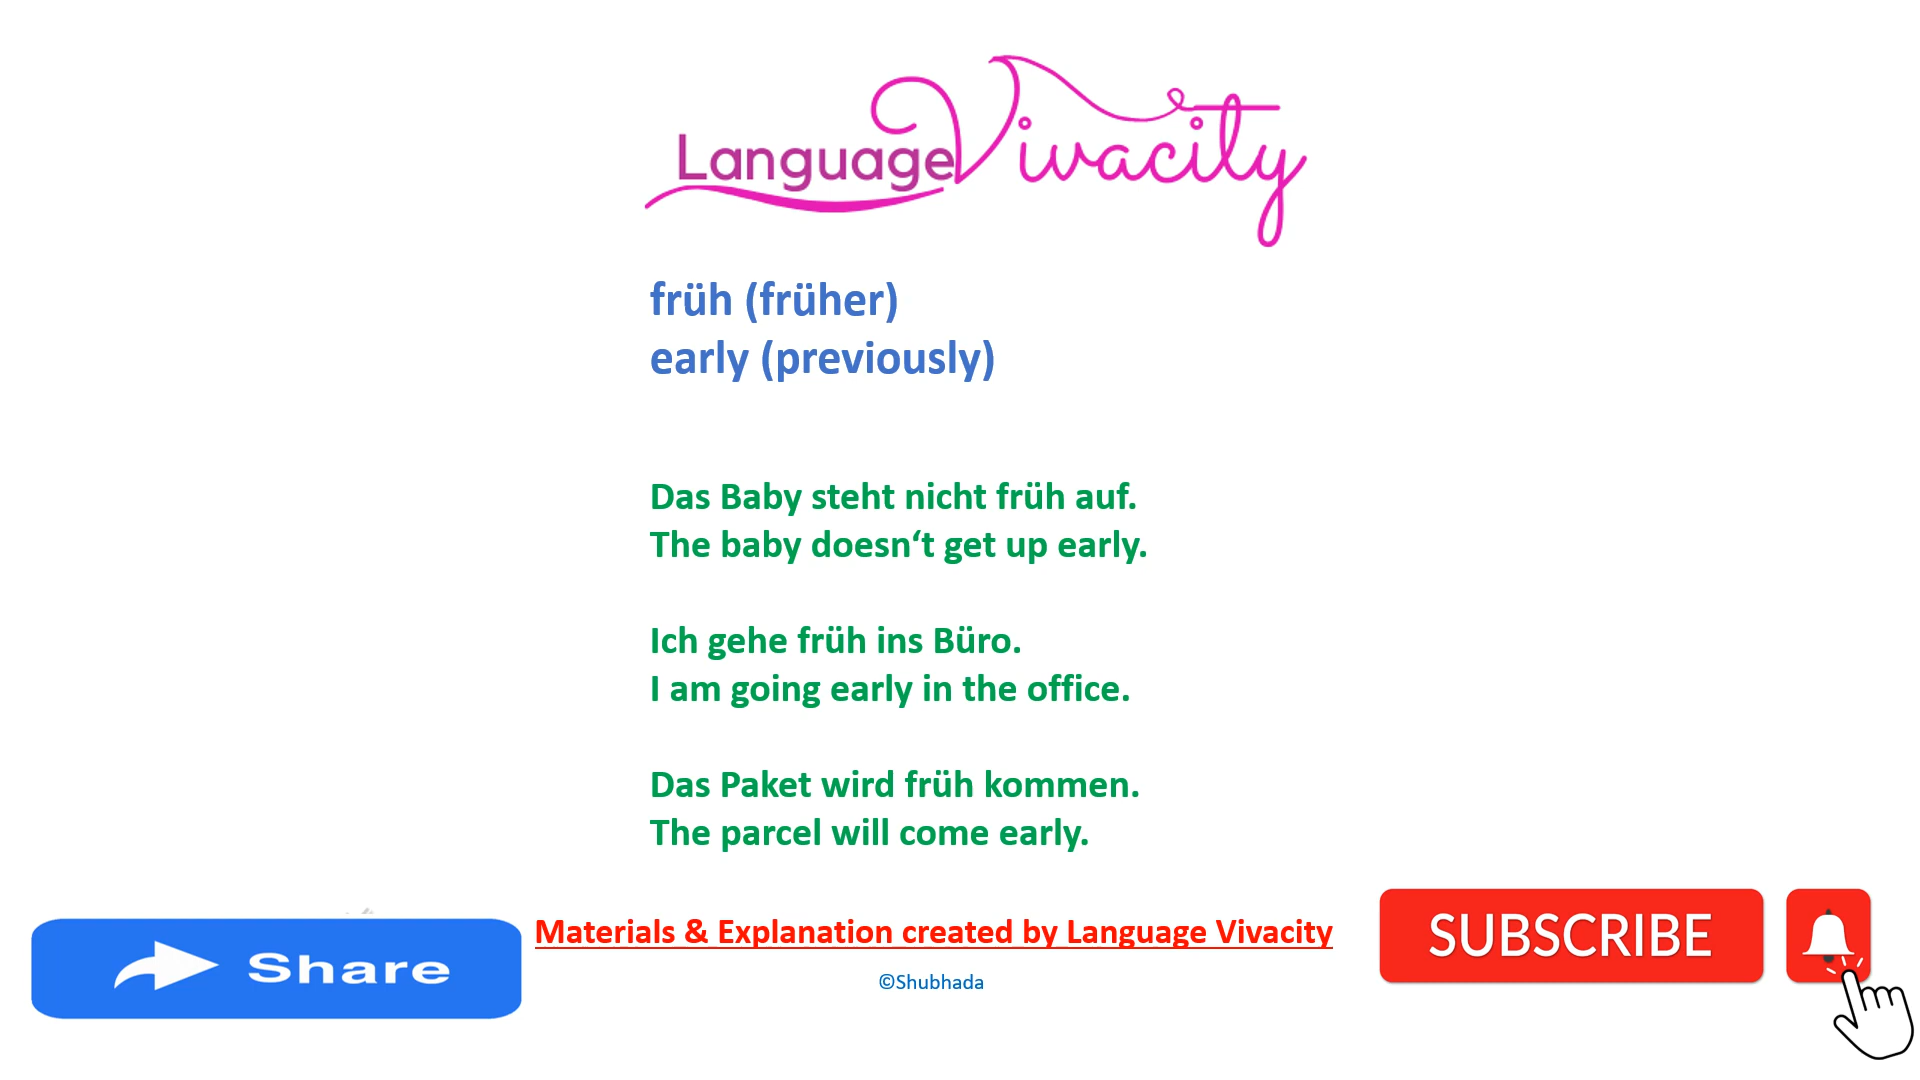 Language Vivacity
früh (früher)
early (previously)
Das Baby steht nicht früh auf.
The baby doesn‘t get up early.
Ich gehe früh ins Büro.
I am going early in the office.
Das Paket wird früh kommen.
The parcel will come early.
Share
Materials & Explanation created by Language Vivacity
©Shubhada
SUBSCRIBE